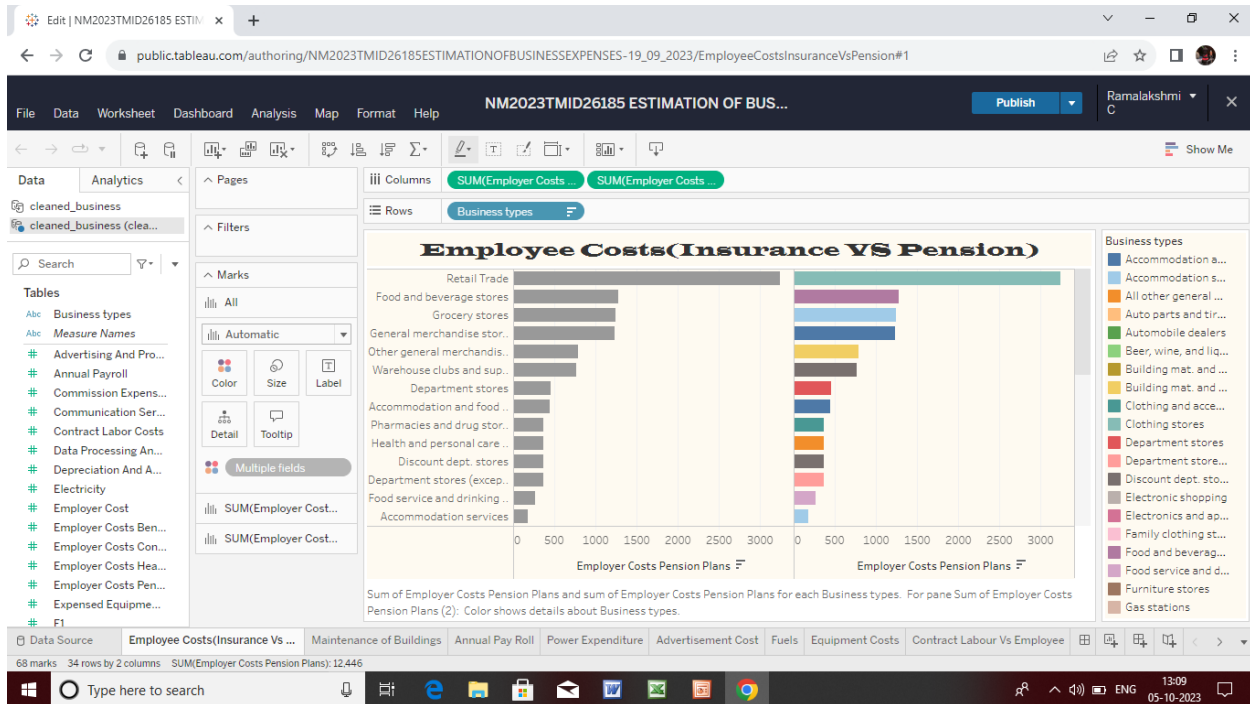 Edit | NM2023TMID26185 ESTIM
public.tableau.com/authoring/NM2023TMID26185ESTIMATIONOFBUSINESSEXPENSES-19_09_2023/EmployeeCostsInsuranceVsPension#1
NM2023TMID26185 ESTIMATION OF BUS...
Publish
Ramalakshmi C
File Data Worksheet Dashboard Analysis Map Format Help
Show Me
Data Analytics
cleaned_business
cleaned_business (clea...
Search
Tables
Abc Business types
Abc Measure Names
# Advertising And Pro...
# Annual Payroll
# Commission Expens...
# Communication Ser...
# Contract Labor Costs
# Data Processing An...
# Depreciation And A...
# Electricity
# Employer Cost
# Employer Costs Ben...
# Employer Costs Con...
# Employer Costs Hea...
# Employer Costs Pen...
# Expensed Equipme...
# F1
Pages
Filters
Marks
All
Automatic
Color Size Label
Detail Tooltip
Multiple fields
SUM(Employer Cost...
SUM(Employer Cost...
Columns SUM(Employer Costs ... SUM(Employer Costs ...
Rows Business types
Employee Costs(Insurance VS Pension)
Retail Trade
Food and beverage stores
Grocery stores
General merchandise stor..
Other general merchandis..
Warehouse clubs and sup..
Department stores
Accommodation and food ..
Pharmacies and drug stor..
Health and personal care ..
Discount dept. stores
Department stores (excep..
Food service and drinking ..
Accommodation services
0 500 1000 1500 2000 2500 3000 0 500 1000 1500 2000 2500 3000
Employer Costs Pension Plans Employer Costs Pension Plans
Sum of Employer Costs Pension Plans and sum of Employer Costs Pension Plans for each Business types. For pane Sum of Employer Costs
Pension Plans (2): Color shows details about Business types.
Business types
Accommodation a...
Accommodation s...
All other general ...
Auto parts and tir...
Automobile dealers
Beer, wine, and liq...
Building mat. and ...
Building mat. and ...
Clothing and acce...
Clothing stores
Department stores
Department store...
Discount dept. sto...
Electronic shopping
Electronics and ap...
Family clothing st...
Food and beverag...
Food service and d...
Furniture stores
Gas stations
Data Source Employee Costs(Insurance Vs ... Maintenance of Buildings Annual Pay Roll Power Expenditure Advertisement Cost Fuels Equipment Costs Contract Labour Vs Employee
68 marks 34 rows by 2 columns SUM(Employer Costs Pension Plans): 12,446
Type here to search
ENG
13:09
05-10-2023